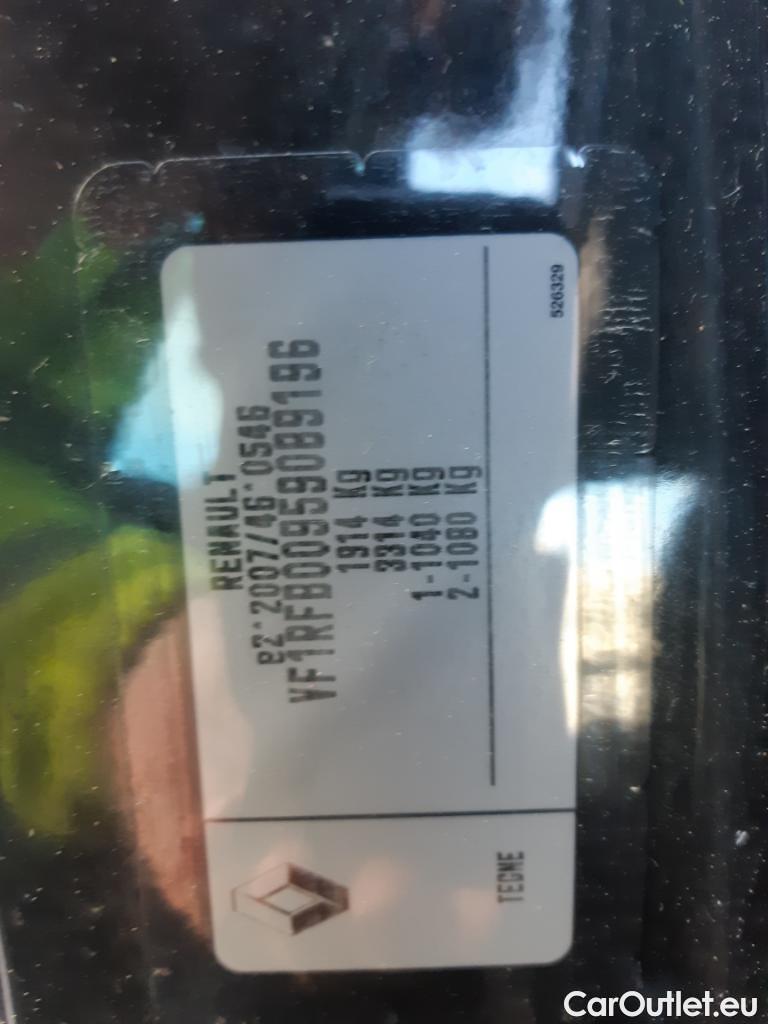 RENAULT
e2*2007/46*0546
VF1RFB00959089196
1914 Kg
3314 Kg
1-1040 Kg
2-1080 Kg
526329
TECNE
CarOutlet.eu